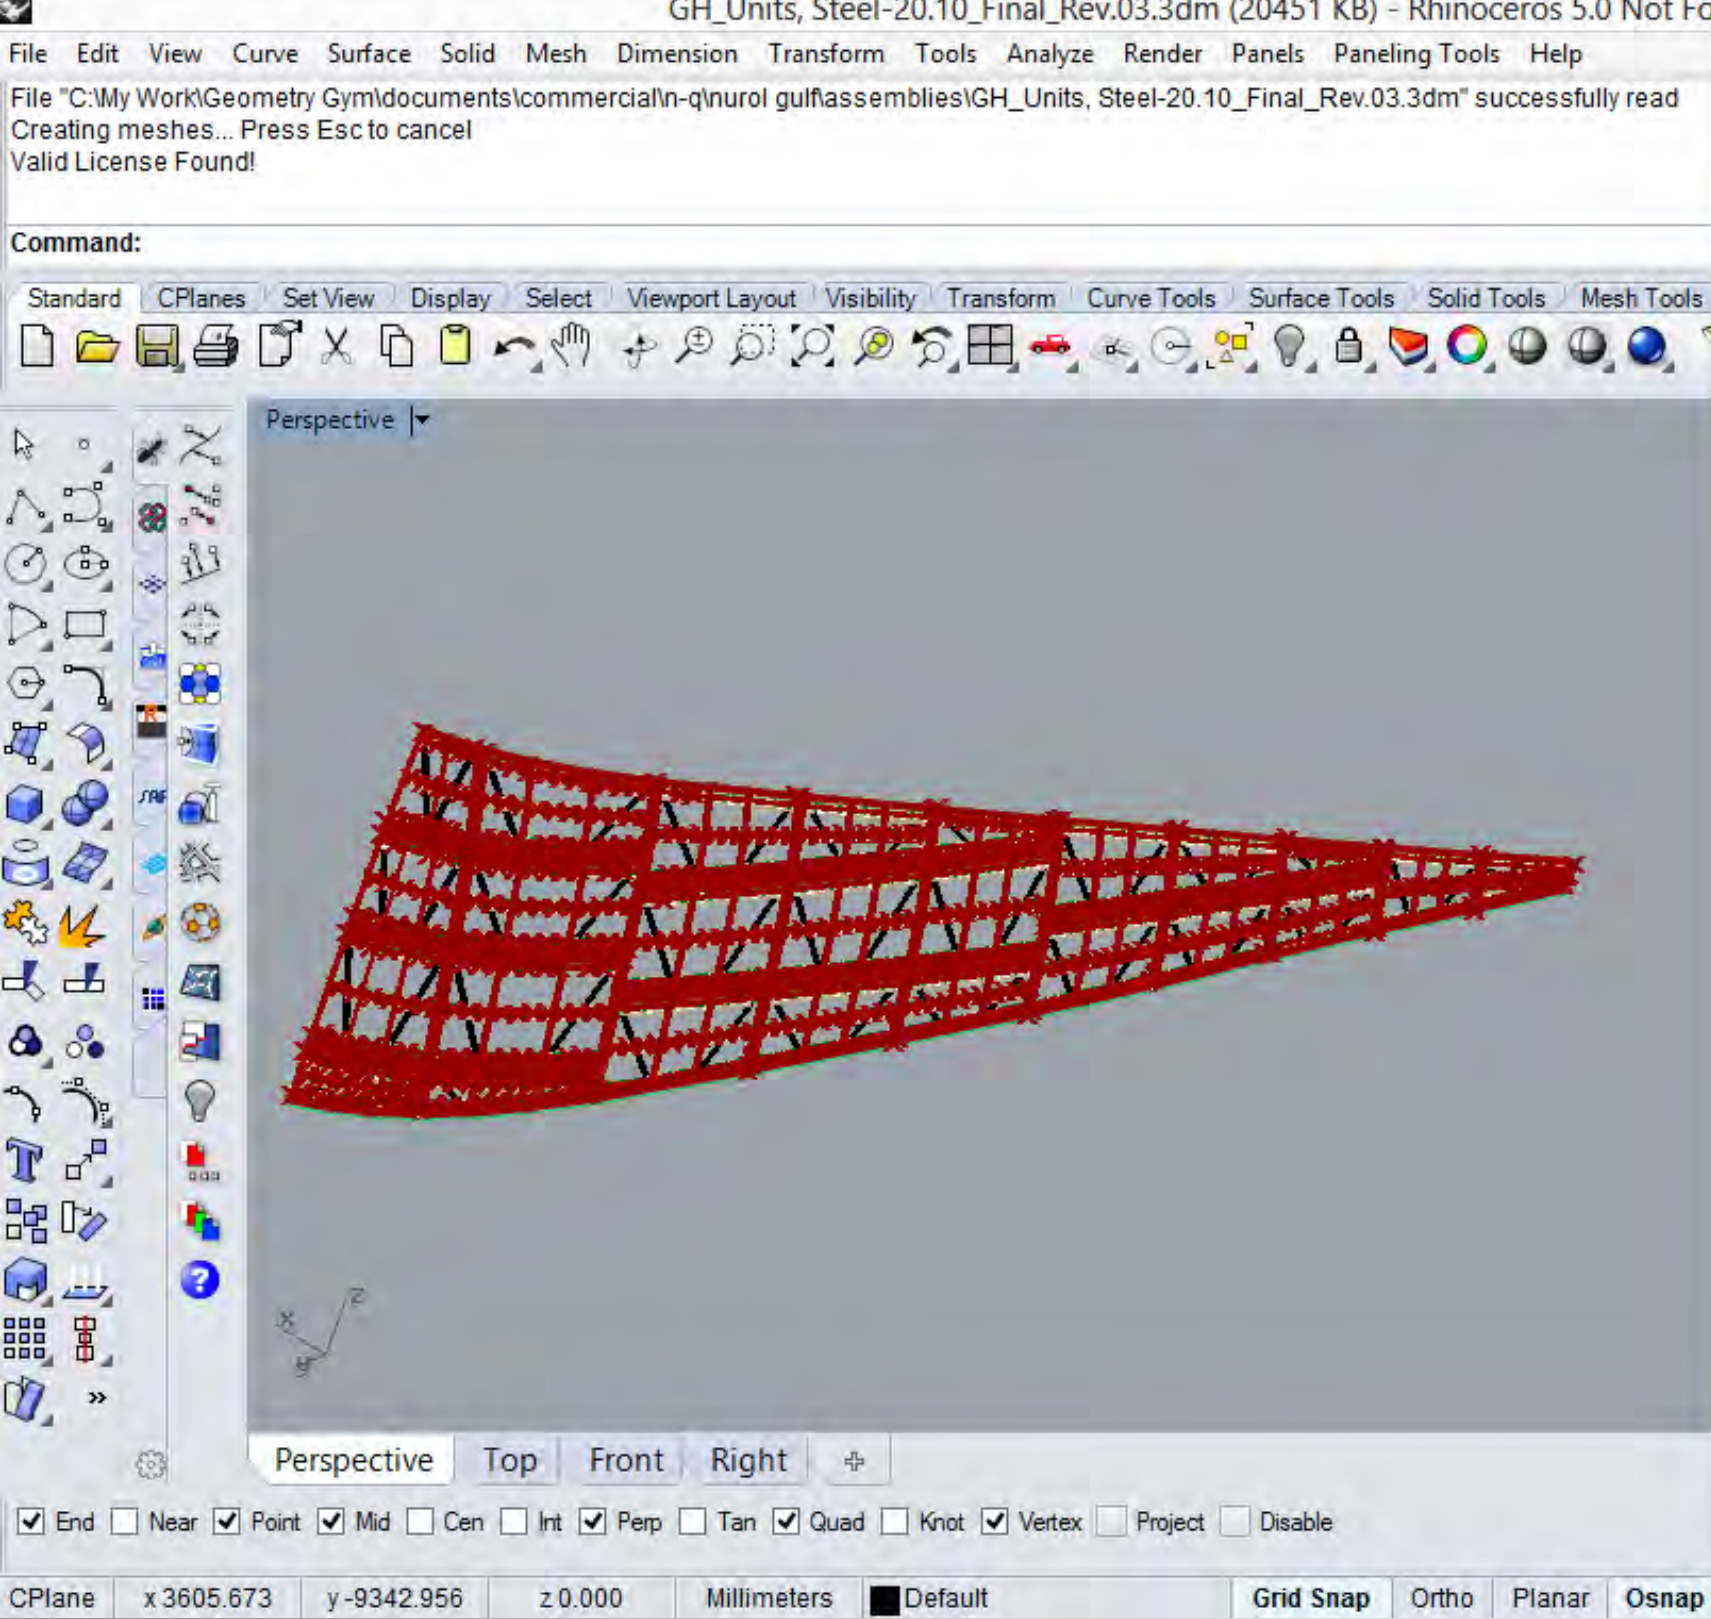 GH_Units, Steel-20.10_Final_Rev.03.3dm (20451 KB) - Rhinoceros 5.0 Not Fo
File Edit View Curve Surface Solid Mesh Dimension Transform Tools Analyze Render Panels Paneling Tools Help
File "C:\My Work\Geometry Gym\documents\commercial\n-q\nurol gulf\assemblies\GH_Units, Steel-20.10_Final_Rev.03.3dm" successfully read
Creating meshes... Press Esc to cancel
Valid License Found!
Command:
Standard CPlanes Set View Display Select Viewport Layout Visibility Transform Curve Tools Surface Tools Solid Tools Mesh Tools
Perspective
z
x
y
Perspective Top Front Right
End Near Point Mid Cen Int Perp Tan Quad Knot Vertex Project Disable
CPlane x 3605.673 y -9342.956 z 0.000 Millimeters Default Grid Snap Ortho Planar Osnap